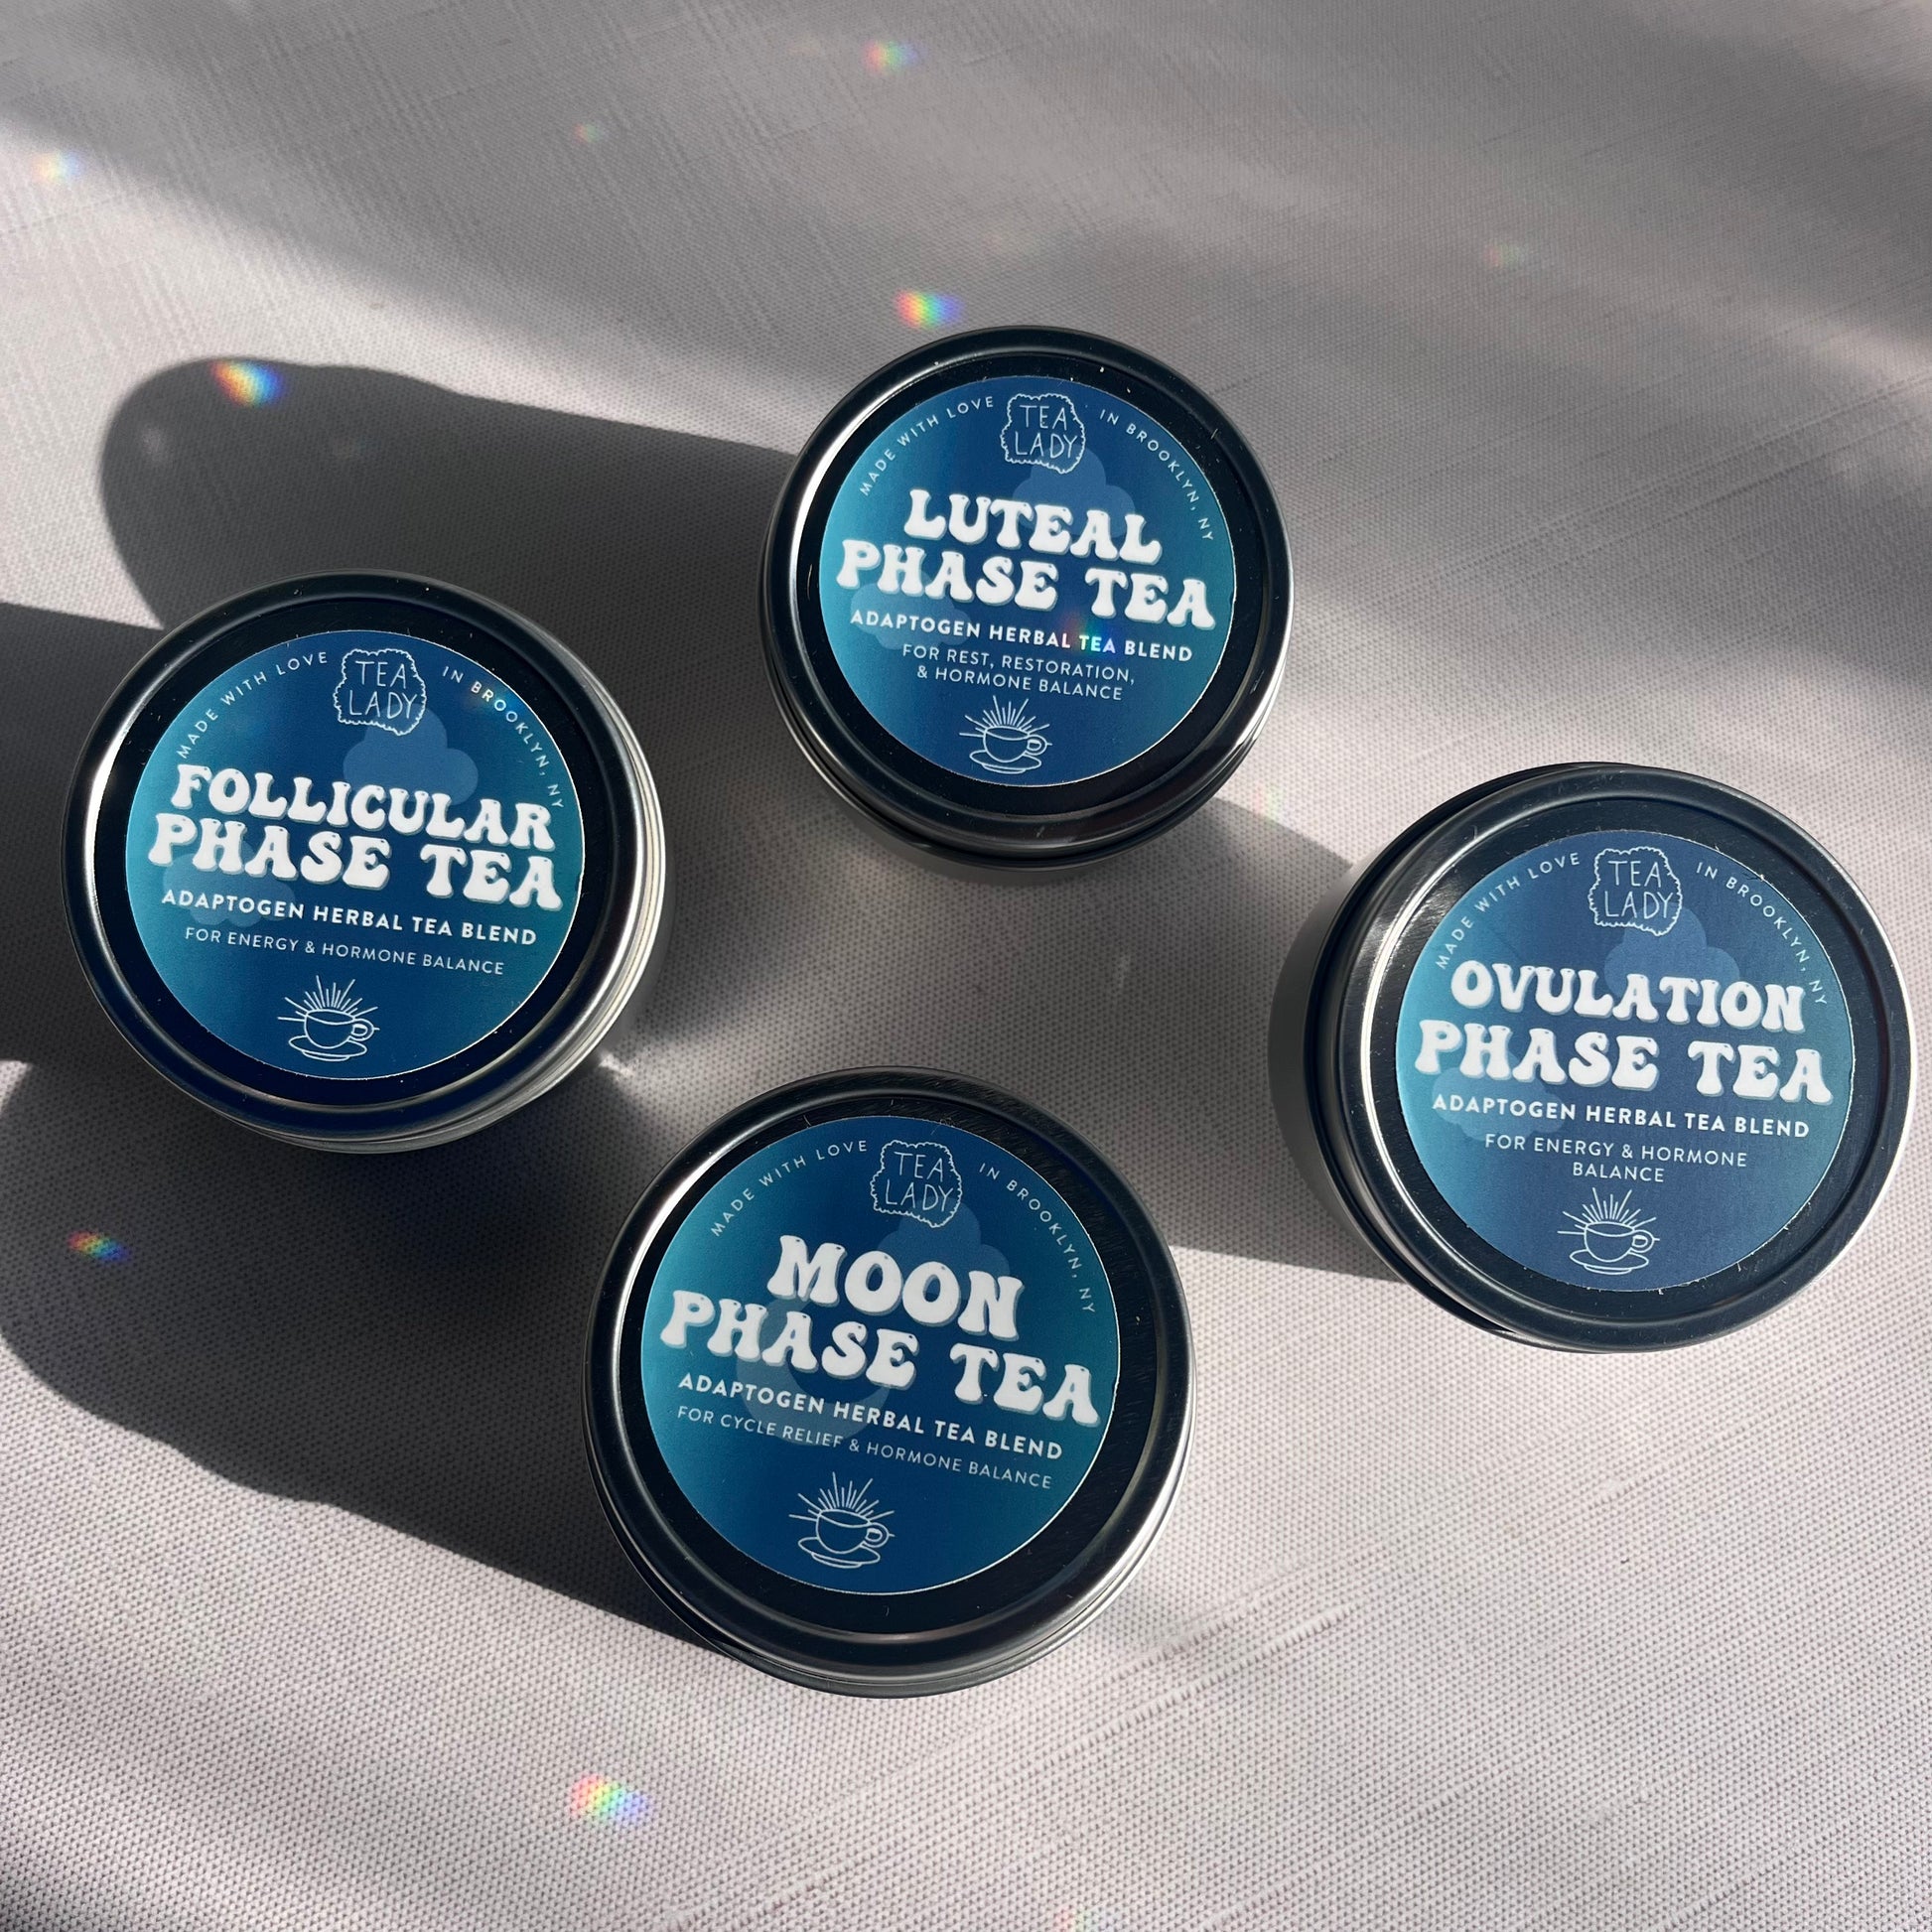 MADE WITH LOVE
TEA
LADY
IN BROOKLYN, NY
LUTEAL
PHASE TEA
ADAPTOGEN HERBAL TEA BLEND
FOR REST, RESTORATION,
& HORMONE BALANCE
MADE WITH LOVE
TEA
LADY
IN BROOKLYN, NY
FOLLICULAR
PHASE TEA
ADAPTOGEN HERBAL TEA BLEND
FOR ENERGY & HORMONE BALANCE
MADE WITH LOVE
TEA
LADY
IN BROOKLYN, NY
OVULATION
PHASE TEA
ADAPTOGEN HERBAL TEA BLEND
FOR ENERGY & HORMONE
BALANCE
MADE WITH LOVE
TEA
LADY
IN BROOKLYN, NY
MOON
PHASE TEA
ADAPTOGEN HERBAL TEA BLEND
FOR CYCLE RELIEF & HORMONE BALANCE